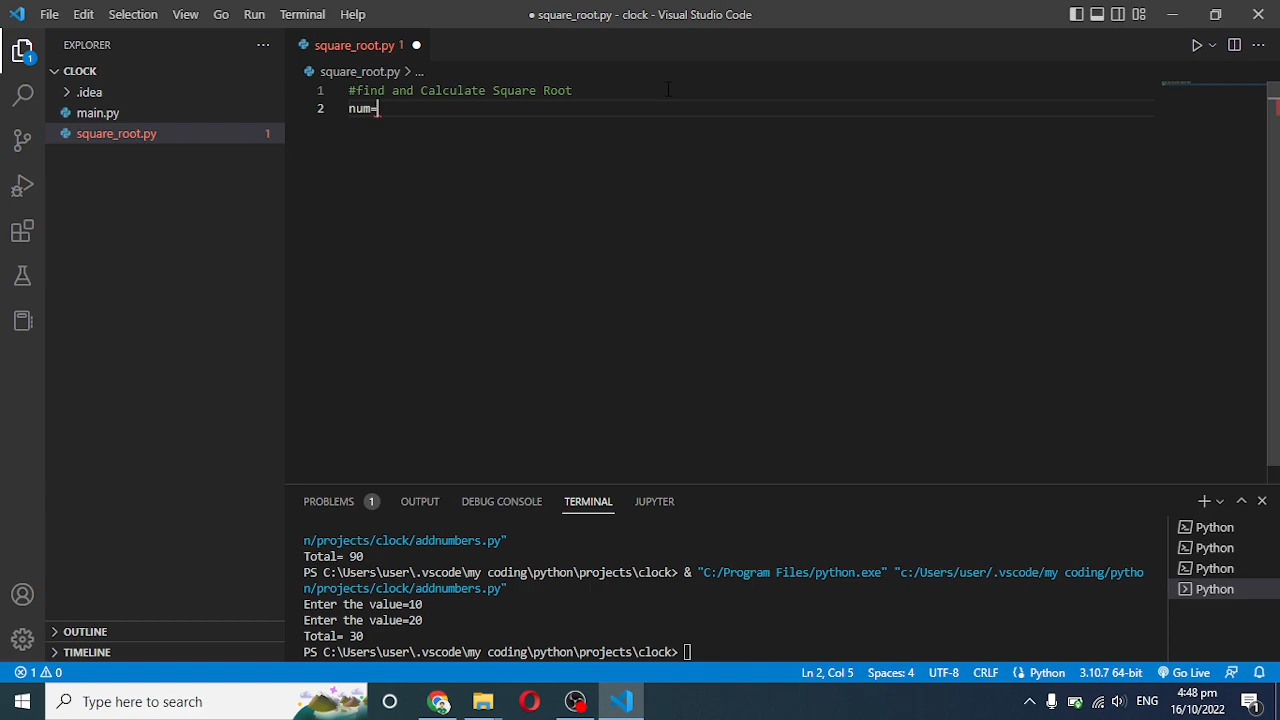 File Edit Selection View Go Run Terminal Help
● square_root.py - clock - Visual Studio Code
EXPLORER
square_root.py 1
CLOCK
square_root.py > ...
.idea
main.py
square_root.py 1
1 #find and Calculate Square Root
2 num=
PROBLEMS 1 OUTPUT DEBUG CONSOLE TERMINAL JUPYTER
n/projects/clock/addnumbers.py"
Total= 90
PS C:\Users\user\.vscode\my coding\python\projects\clock> & "C:/Program Files/python.exe" "c:/Users/user/.vscode/my coding/pytho
n/projects/clock/addnumbers.py"
Enter the value=10
Enter the value=20
Total= 30
PS C:\Users\user\.vscode\my coding\python\projects\clock>
Python
Python
Python
Python
1
OUTLINE
TIMELINE
1 0
Ln 2, Col 5 Spaces: 4 UTF-8 CRLF Python 3.10.7 64-bit Go Live
Type here to search
ENG
4:48 pm
16/10/2022
1